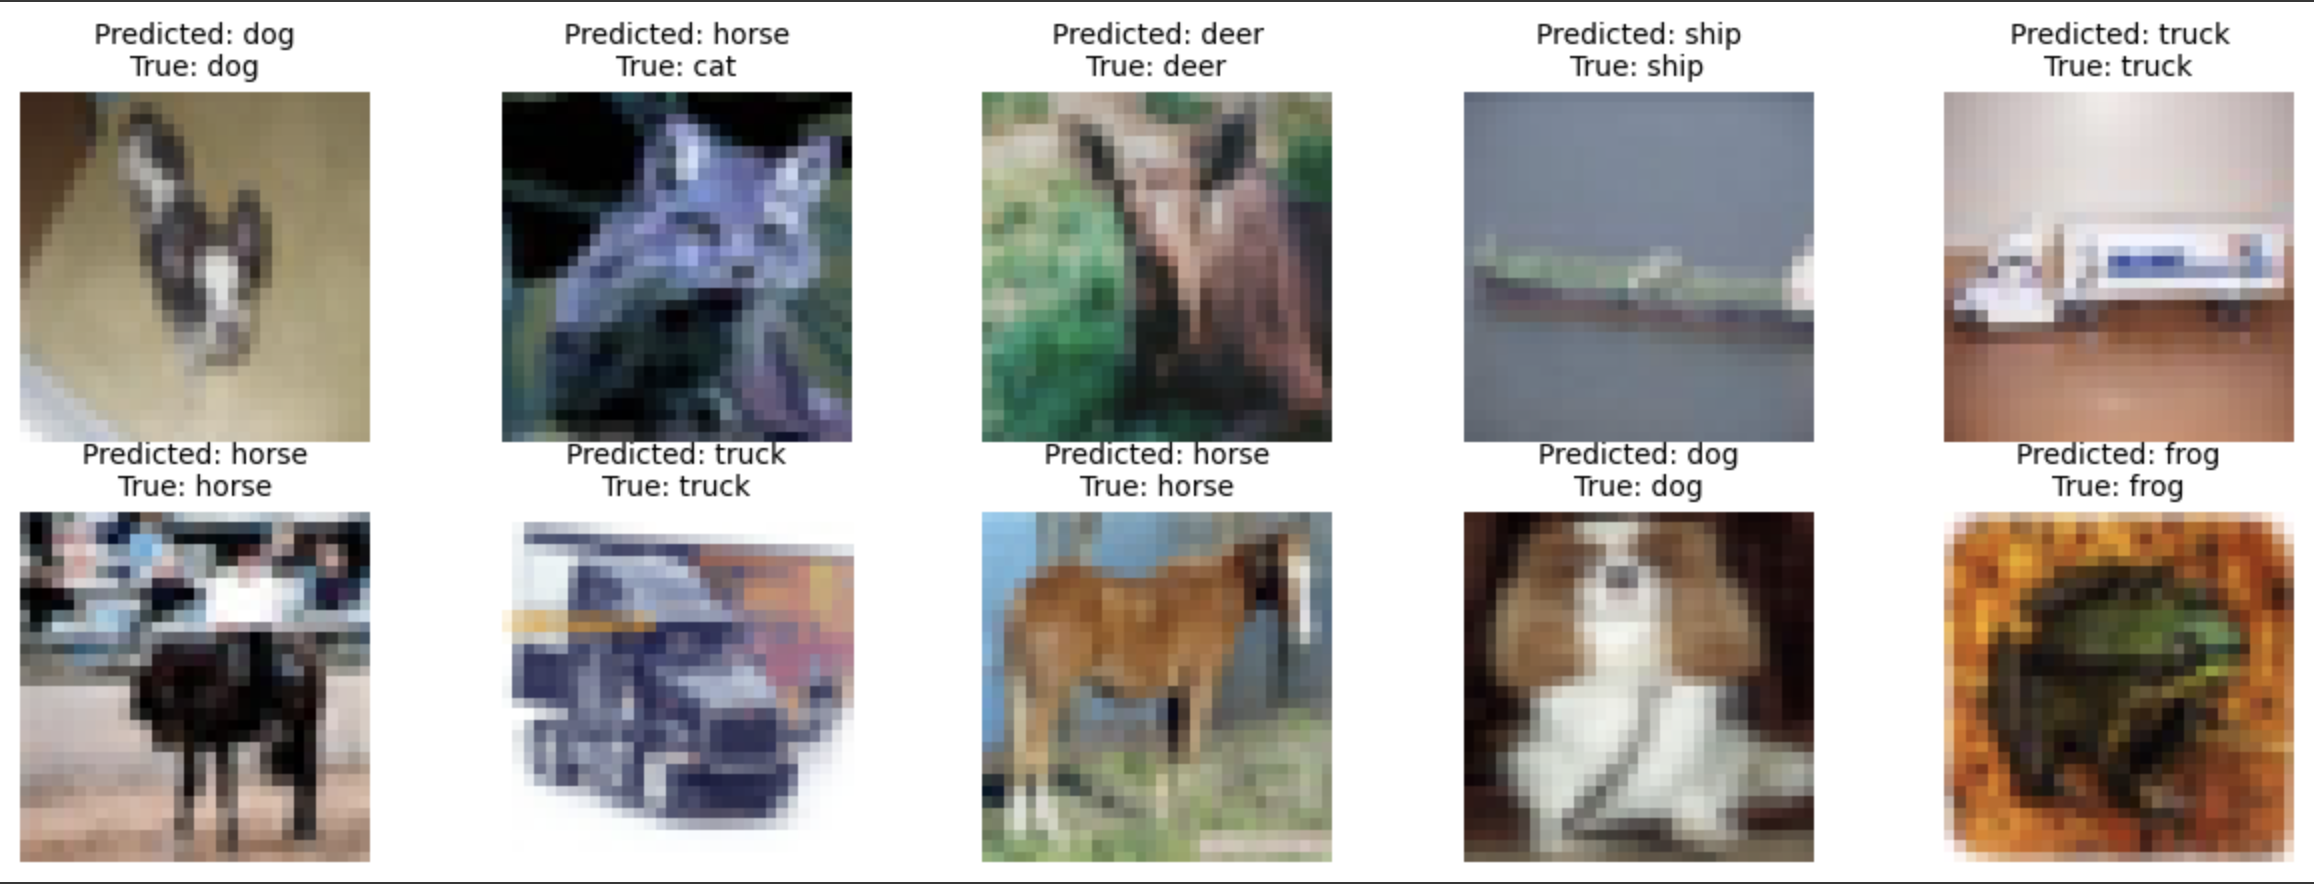 Predicted: dog
True: dog
Predicted: horse
True: cat
Predicted: deer
True: deer
Predicted: ship
True: ship
Predicted: truck
True: truck
Predicted: horse
True: horse
Predicted: truck
True: truck
Predicted: horse
True: horse
Predicted: dog
True: dog
Predicted: frog
True: frog